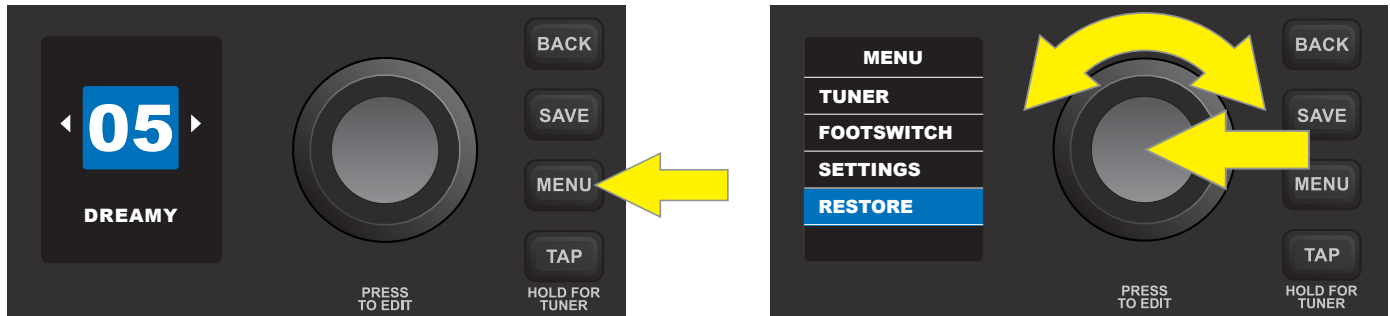 05
DREAMY
BACK
SAVE
MENU
TAP
PRESS
TO EDIT
HOLD FOR
TUNER
MENU
TUNER
FOOTSWITCH
SETTINGS
RESTORE
BACK
SAVE
MENU
TAP
PRESS
TO EDIT
HOLD FOR
TUNER